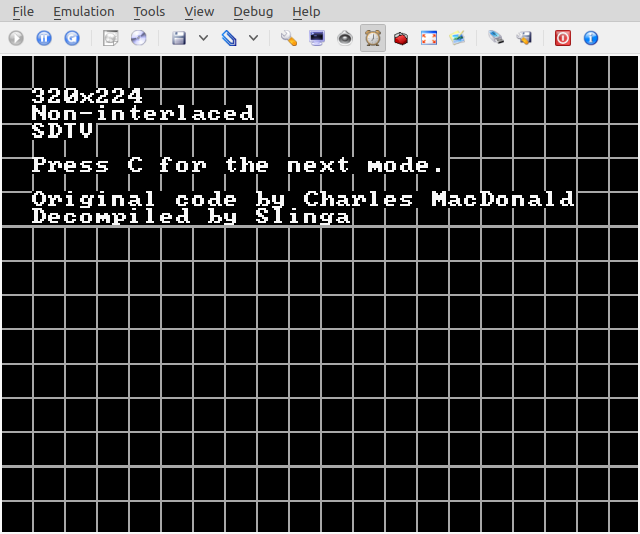 File Emulation Tools View Debug Help
320x224
Non-interlaced
SDTV
Press C for the next mode.
Original code by Charles MacDonald
Decompiled by Slinga